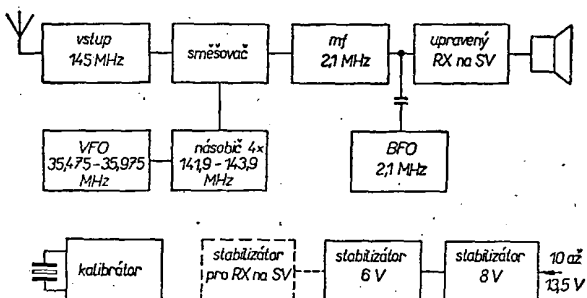 vstup
145 MHz
směšovač
mf
2,1 MHz
upravený
RX na SV
VFO
35,475-35,975
MHz
násobič 4x
141,9 - 143,9
MHz
BFO
2,1 MHz
kalibrátor
stabilizátor
pro RX na SV
stabilizátor
6 V
stabilizátor
8 V
10 až
13,5 V